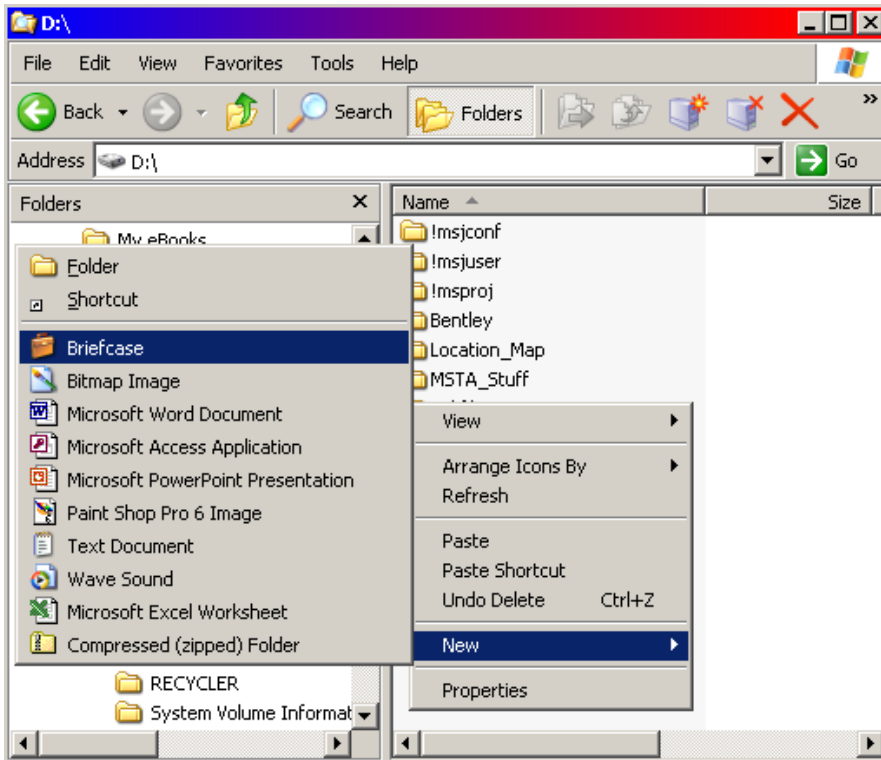 D:\
File Edit View Favorites Tools Help
Back Search Folders »
Address D:\ Go
Folders
Name Size
My eBooks
!msjconf
!msjuser
!msproj
Bentley
Location_Map
MSTA_Stuff
Folder
Shortcut
Briefcase
Bitmap Image
Microsoft Word Document
Microsoft Access Application
Microsoft PowerPoint Presentation
Paint Shop Pro 6 Image
Text Document
Wave Sound
Microsoft Excel Worksheet
Compressed (zipped) Folder
View
Arrange Icons By
Refresh
Paste
Paste Shortcut
Undo Delete Ctrl+Z
New
Properties
RECYCLER
System Volume Informat